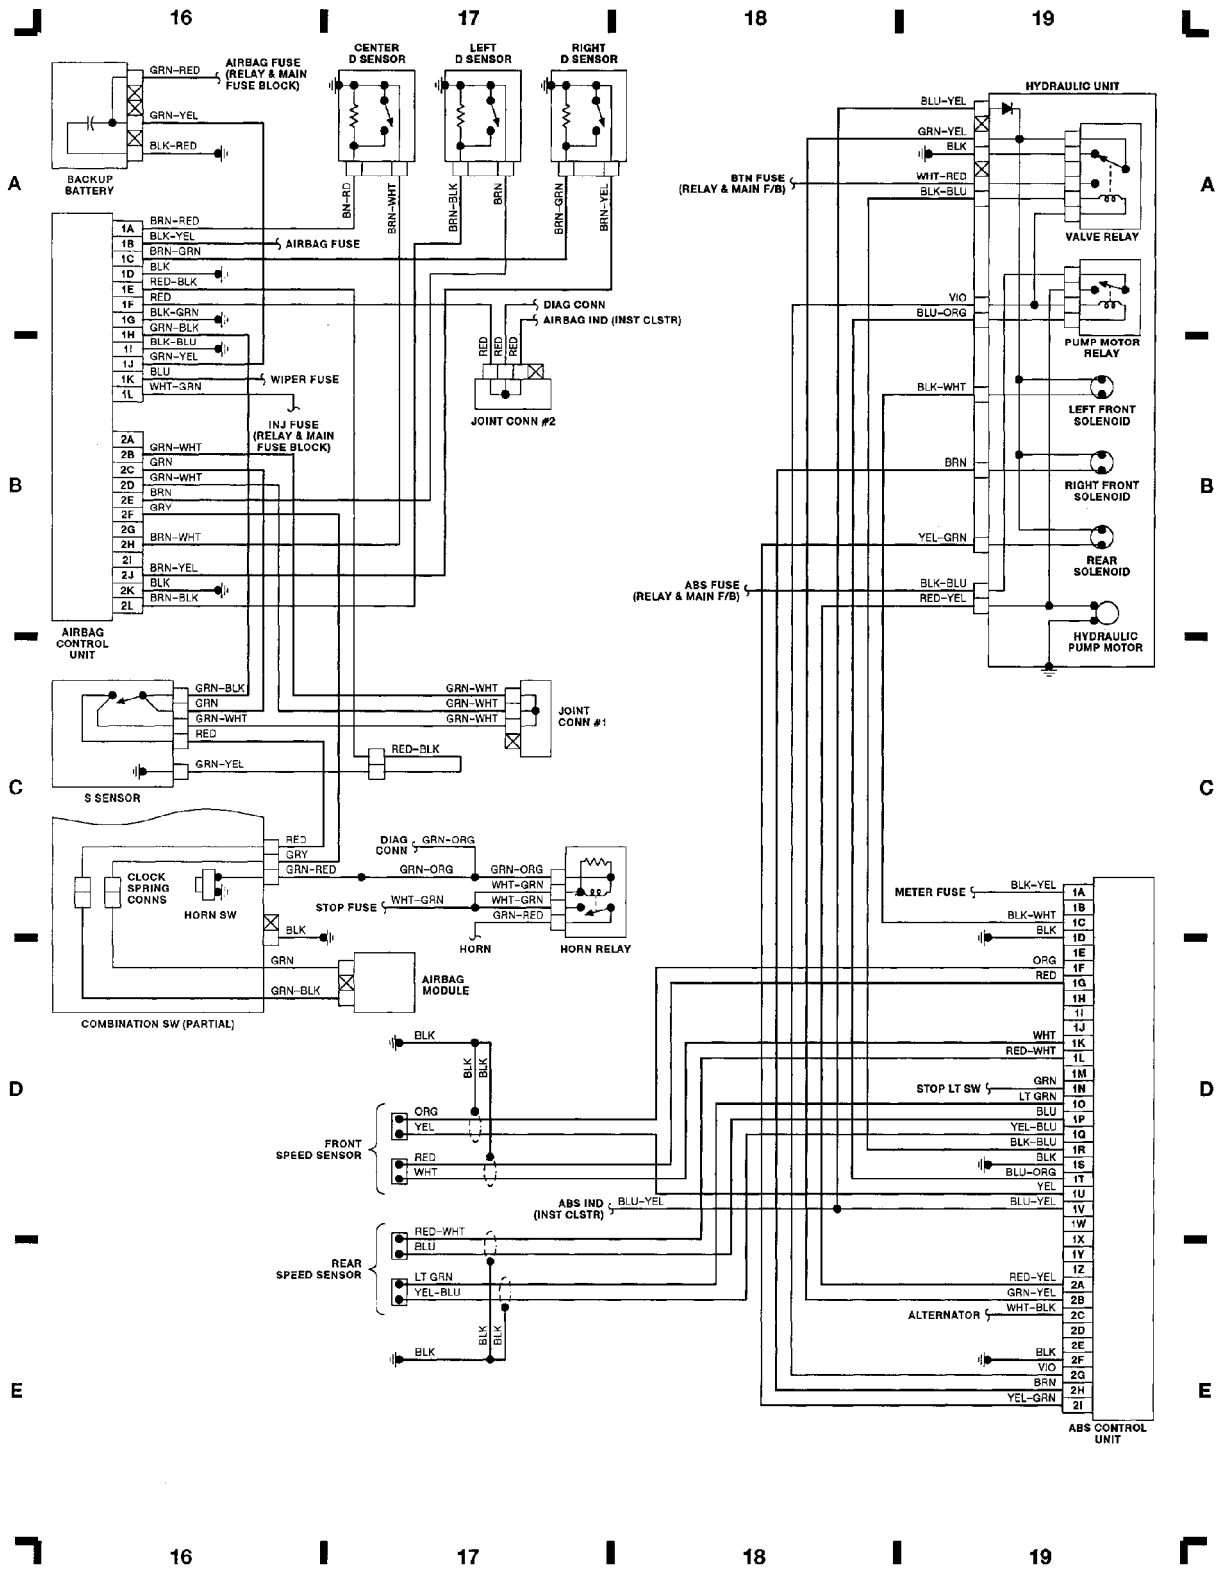 16 17 18 19
CENTER
D SENSOR
LEFT
D SENSOR
RIGHT
D SENSOR
GRN-RED
AIRBAG FUSE
(RELAY & MAIN
FUSE BLOCK)
GRN-YEL
BLK-RED
BACKUP
BATTERY
BN-RD
BRN-WHT
BRN-BLK
BRN
BRN-GRN
BRN-YEL
A
1A BRN-RED
1B BLK-YEL
AIRBAG FUSE
1C BRN-GRN
1D BLK
1E RED-BLK
1F RED
1G BLK-GRN
1H GRN-BLK
1I BLK-BLU
1J GRN-YEL
1K BLU
WIPER FUSE
1L WHT-GRN
INJ FUSE
(RELAY & MAIN
FUSE BLOCK)
DIAG CONN
AIRBAG IND (INST CLSTR)
RED
RED
RED
JOINT CONN #2
B
2A
2B GRN-WHT
2C GRN
2D GRN-WHT
2E BRN
2F GRY
2G
2H BRN-WHT
2I
2J BRN-YEL
2K BLK
2L BRN-BLK
AIRBAG
CONTROL
UNIT
GRN-BLK
GRN
GRN-WHT
RED
GRN-YEL
S SENSOR
GRN-WHT
GRN-WHT
GRN-WHT
JOINT
CONN #1
RED-BLK
C
RED
GRY
GRN-RED
CLOCK
SPRING
CONNS
HORN SW
BLK
GRN
GRN-BLK
AIRBAG
MODULE
COMBINATION SW (PARTIAL)
DIAG
CONN
GRN-ORG
GRN-ORG
GRN-ORG
WHT-GRN
STOP FUSE
WHT-GRN
WHT-GRN
GRN-RED
HORN
HORN RELAY
D
BLK
BLK
BLK
ORG
YEL
FRONT
SPEED SENSOR
RED
WHT
ABS IND
(INST CLSTR)
BLU-YEL
RED-WHT
BLU
REAR
SPEED SENSOR
LT GRN
YEL-BLU
BLK
BLK
BLK
E
HYDRAULIC UNIT
BLU-YEL
GRN-YEL
BLK
BTN FUSE
(RELAY & MAIN F/B)
WHT-RED
BLK-BLU
VALVE RELAY
A
VIO
BLU-ORG
PUMP MOTOR
RELAY
BLK-WHT
LEFT FRONT
SOLENOID
BRN
RIGHT FRONT
SOLENOID
B
YEL-GRN
REAR
SOLENOID
ABS FUSE
(RELAY & MAIN F/B)
BLK-BLU
RED-YEL
HYDRAULIC
PUMP MOTOR
C
METER FUSE
BLK-YEL 1A
1B
BLK-WHT 1C
BLK 1D
1E
ORG 1F
RED 1G
1H
1I
1J
WHT 1K
RED-WHT 1L
1M
STOP LT SW
GRN 1N
LT GRN 1O
BLU 1P
YEL-BLU 1Q
BLK-BLU 1R
BLK 1S
BLU-ORG 1T
YEL 1U
BLU-YEL 1V
1W
1X
1Y
1Z
RED-YEL 2A
GRN-YEL 2B
ALTERNATOR
WHT-BLK 2C
2D
2E
BLK 2F
VIO 2G
BRN 2H
YEL-GRN 2I
ABS CONTROL
UNIT
D
E
16 17 18 19